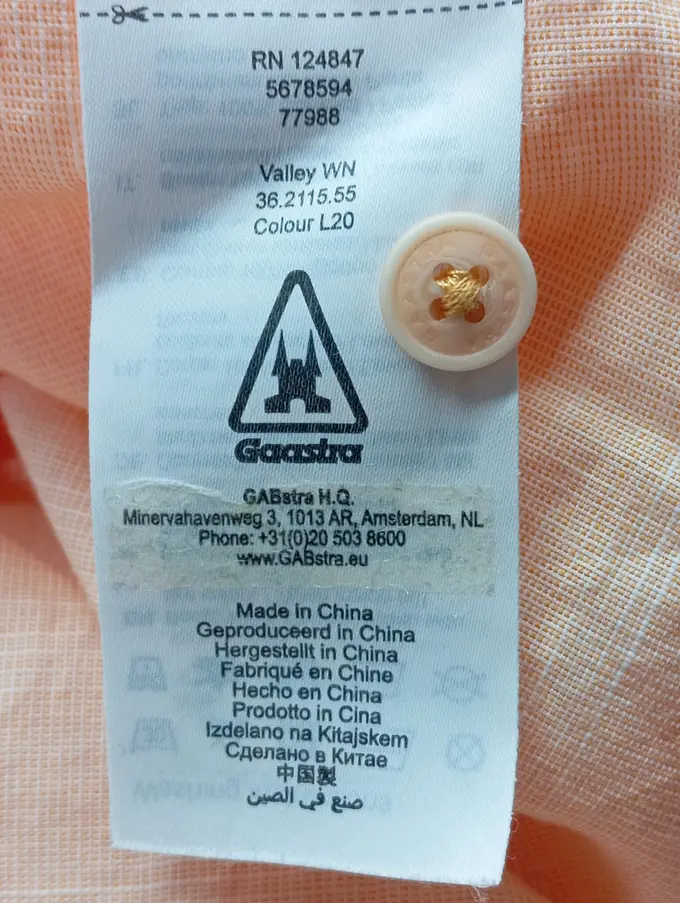 RN 124847
5678594
77988
Valley WN
36.2115.55
Colour L20
Gaastra
GABstra H.Q.
Minervahavenweg 3, 1013 AR, Amsterdam, NL
Phone: +31(0)20 503 8600
www.GABstra.eu
Made in China
Geproduceerd in China
Hergestellt in China
Fabriqué en Chine
Hecho en China
Prodotto in Cina
Izdelano na Kitajskem
Сделано в Китае
中国製
صنع في الصين